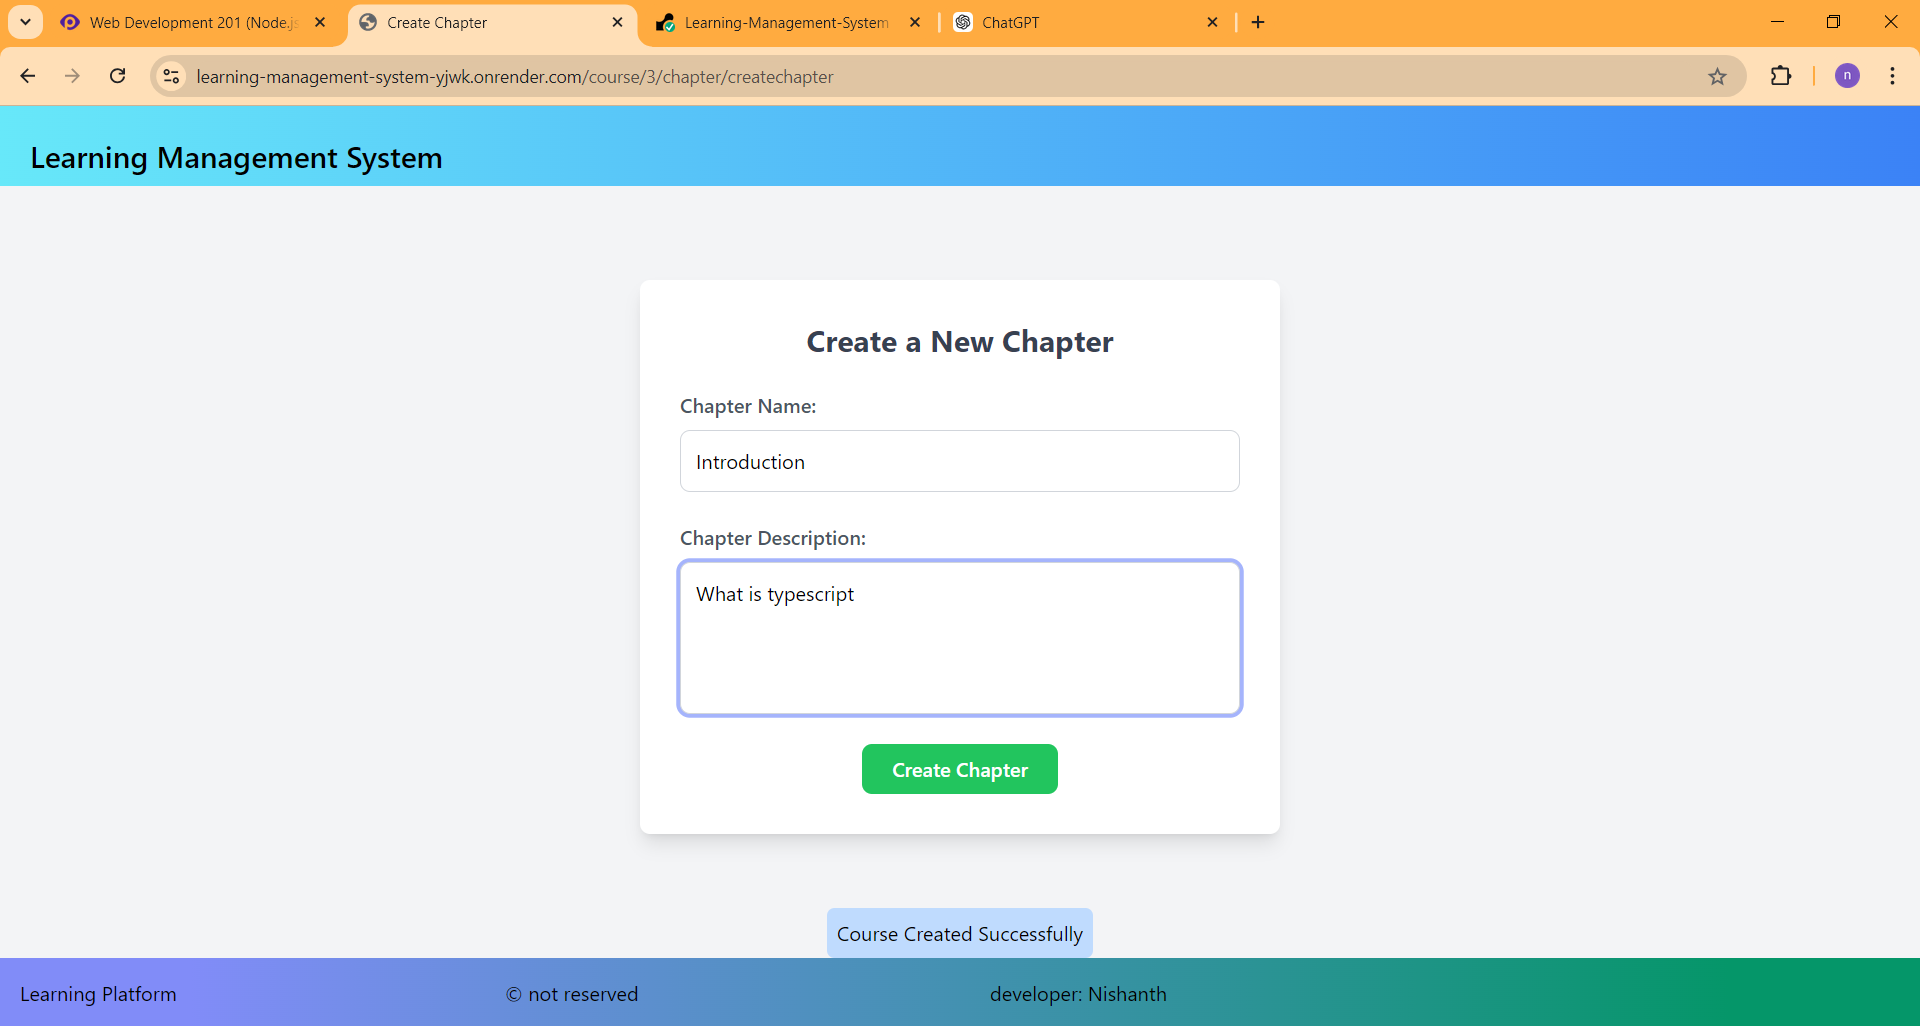 Web Development 201 (Node.js
Create Chapter
Learning-Management-System
ChatGPT
learning-management-system-yjwk.onrender.com/course/3/chapter/createchapter
n
Learning Management System
Create a New Chapter
Chapter Name:
Introduction
Chapter Description:
What is typescript
Create Chapter
Course Created Successfully
Learning Platform
© not reserved
developer: Nishanth